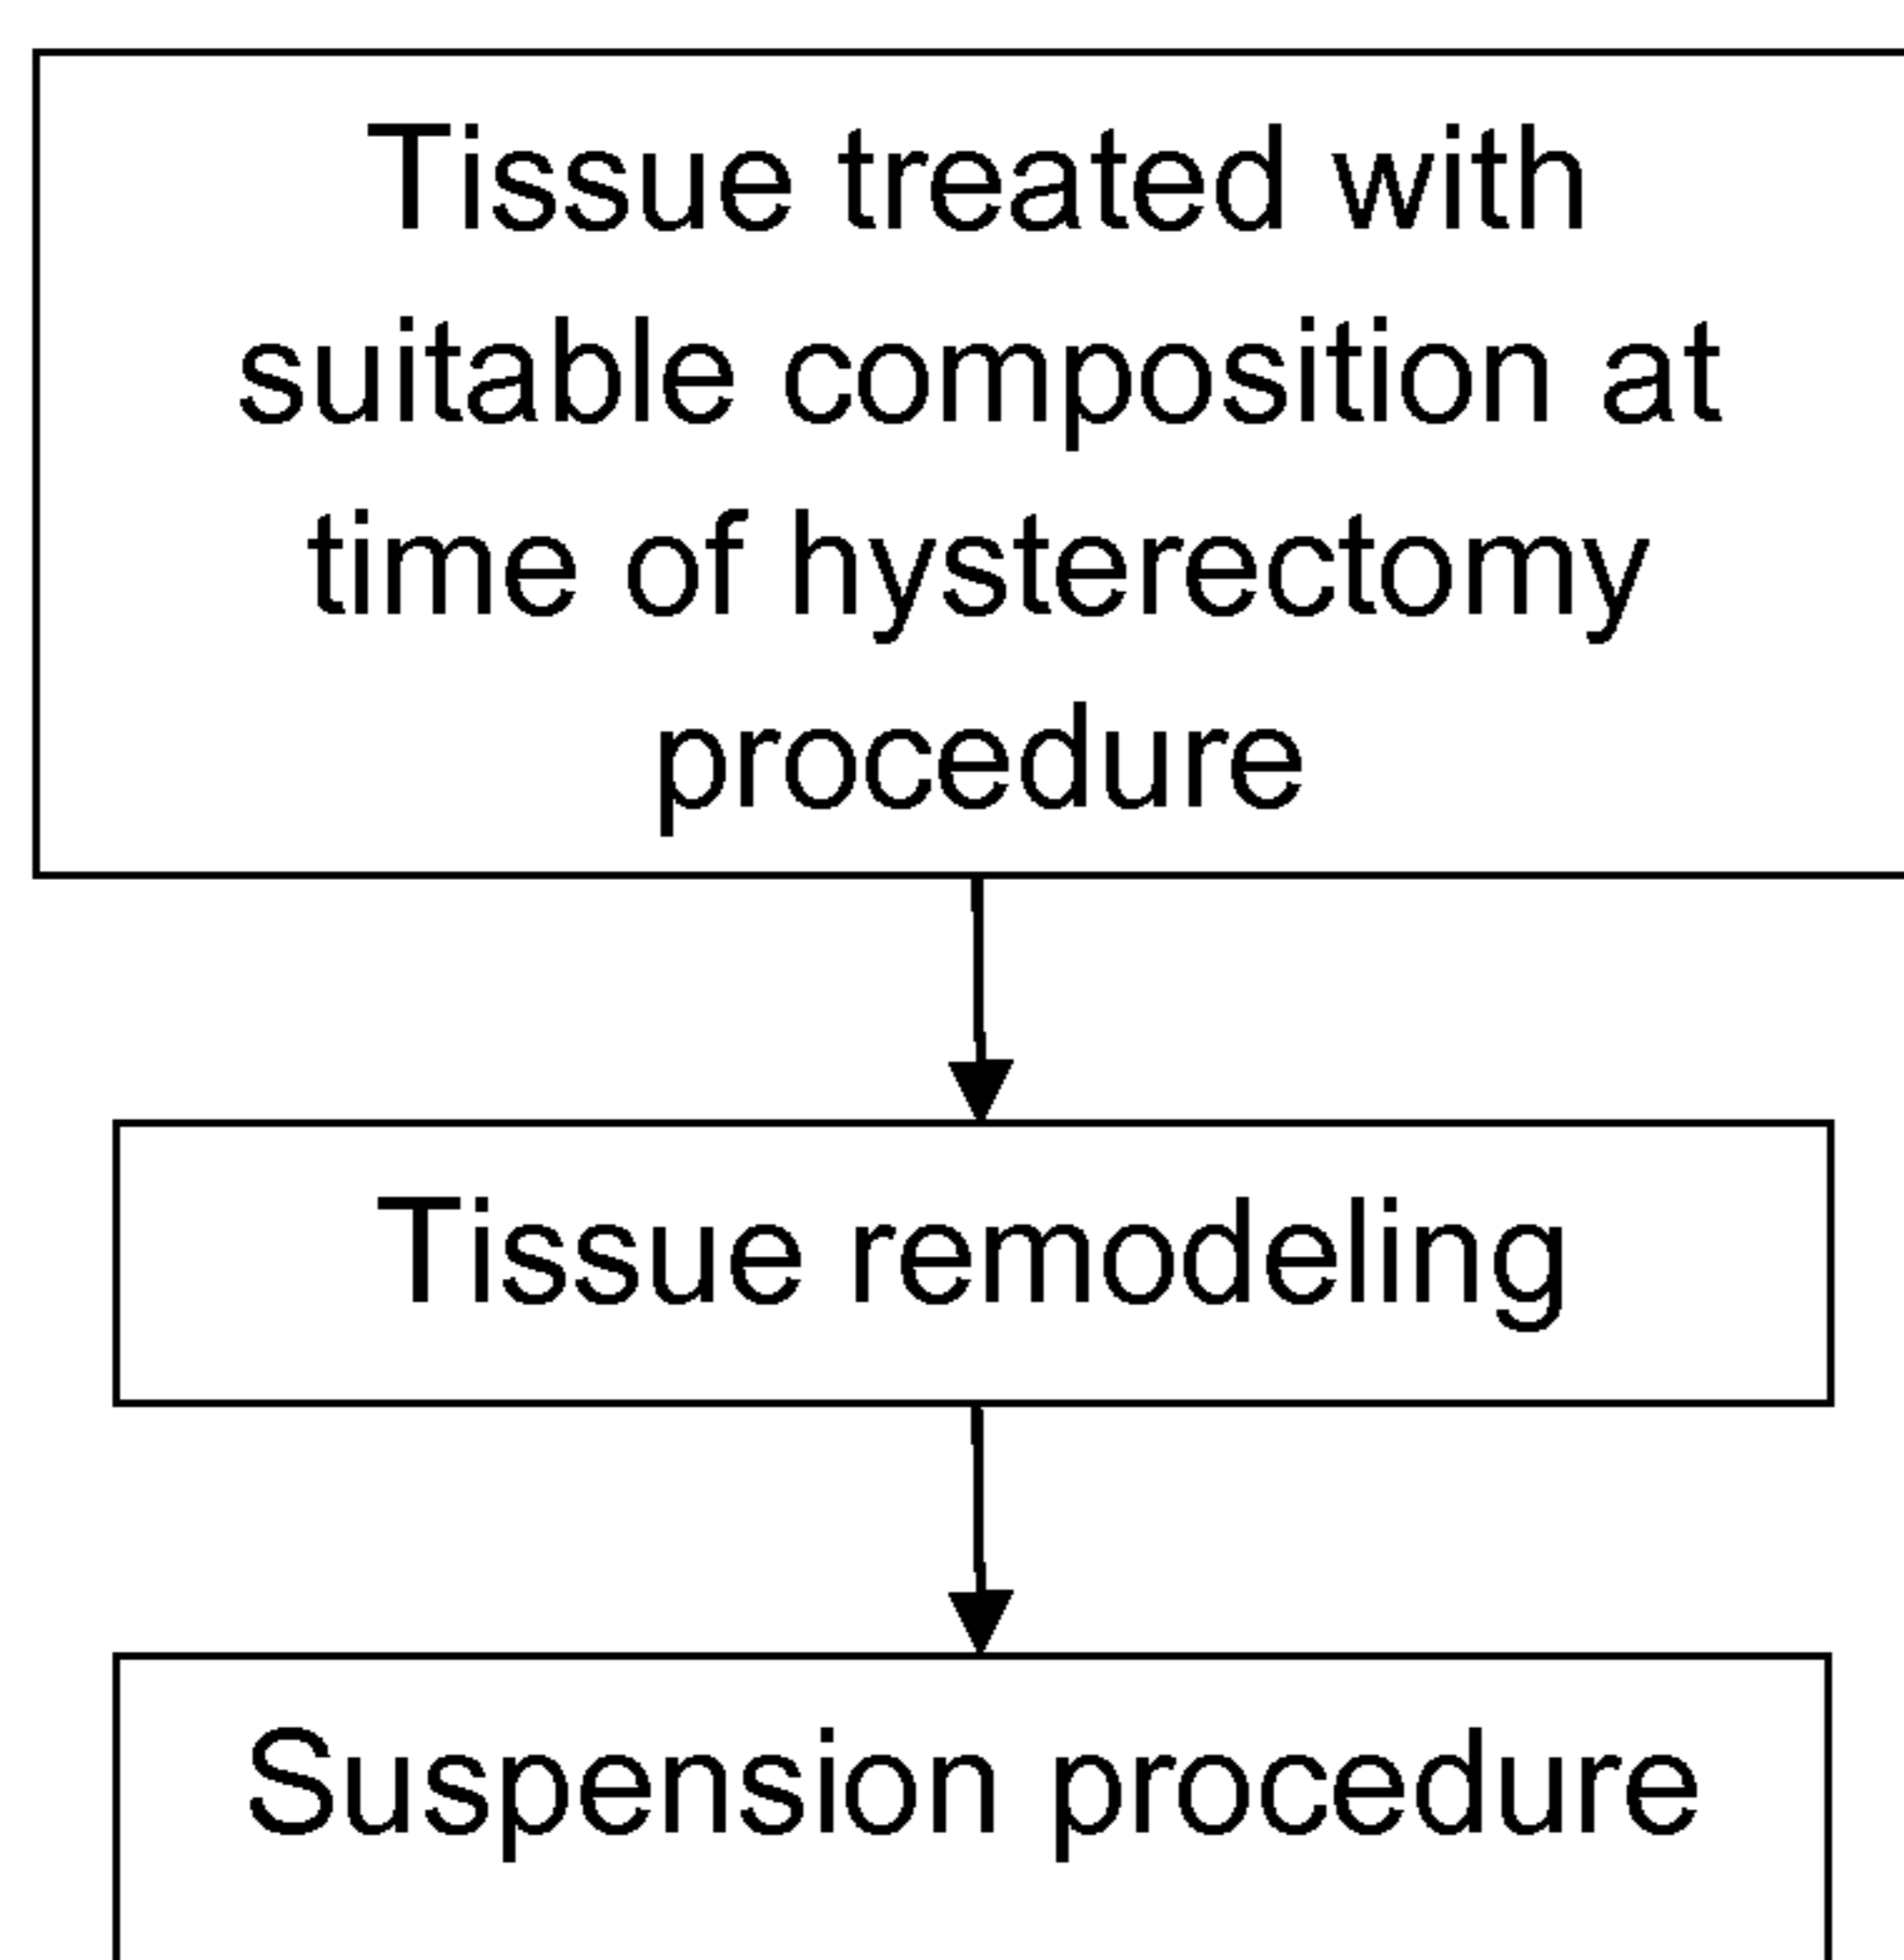 Tissue treated with
suitable composition at
time of hysterectomy
procedure
Tissue remodeling
Suspension procedure